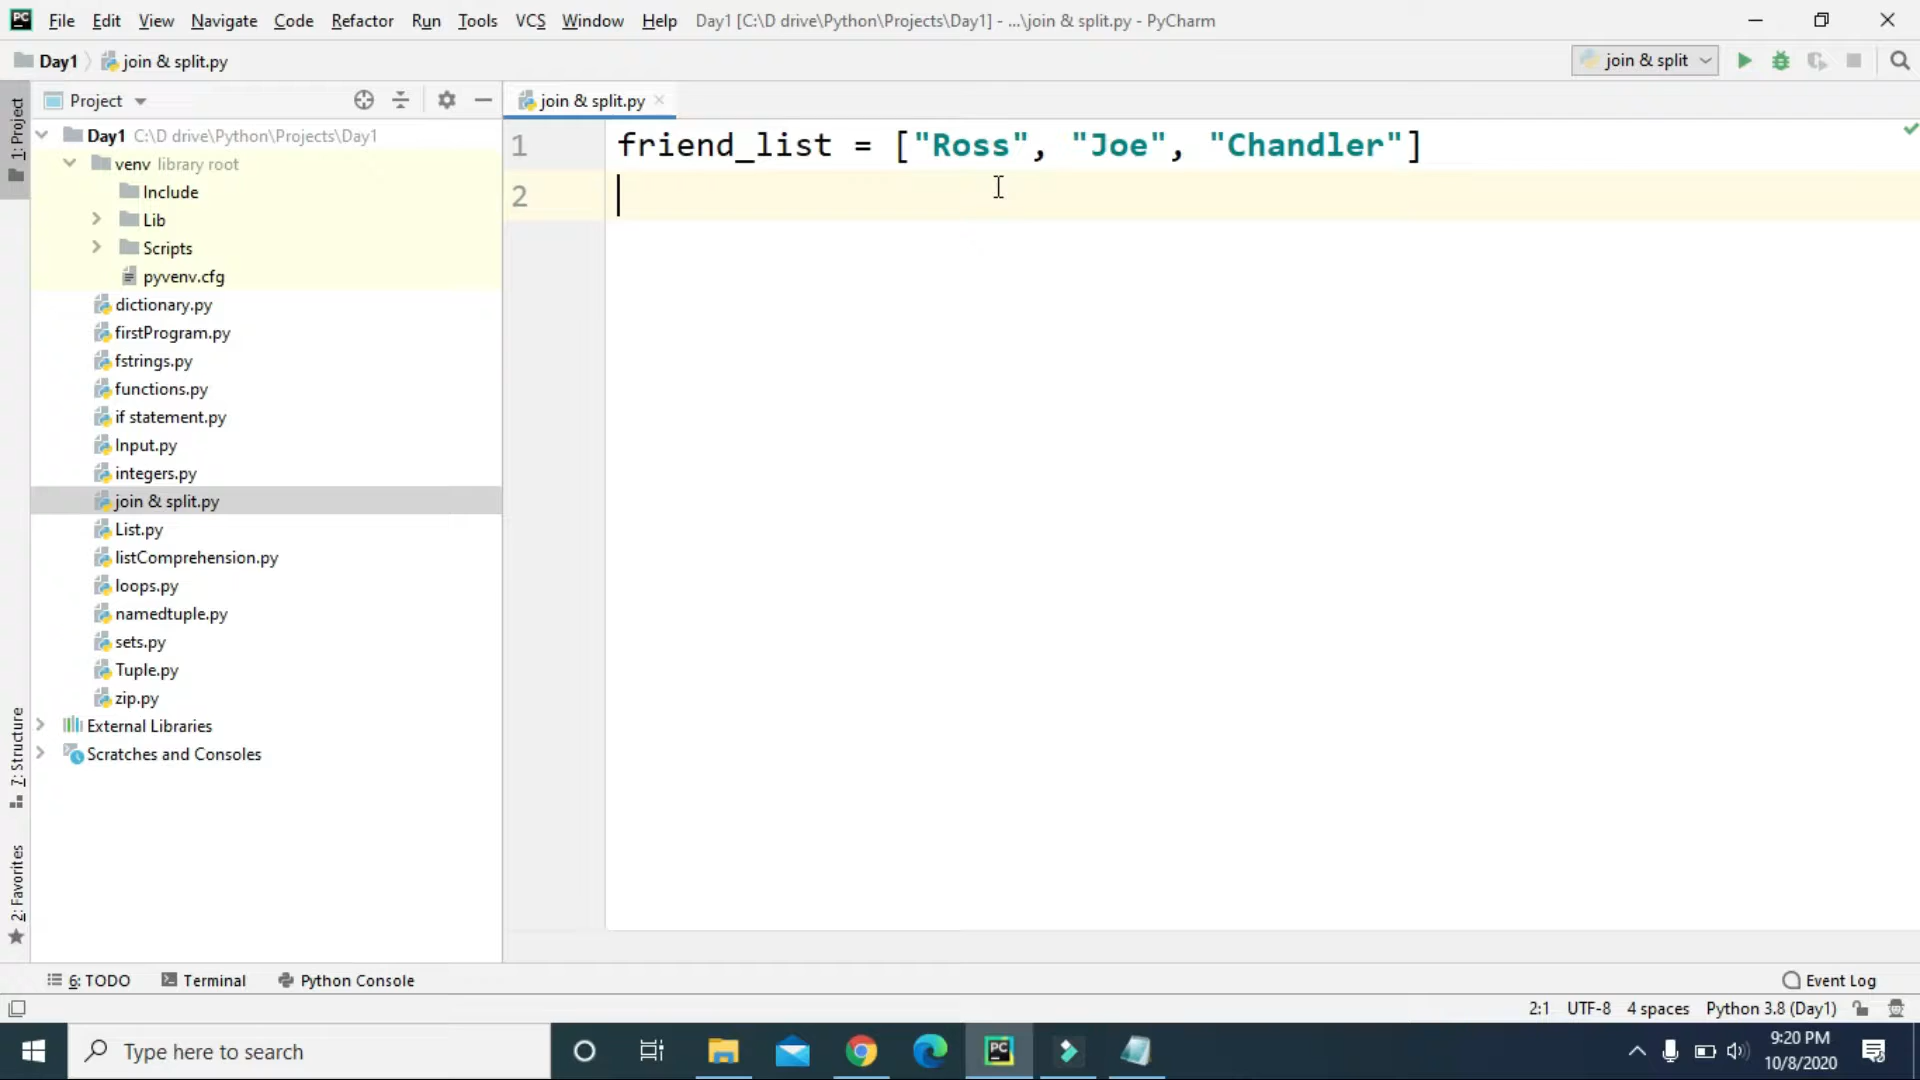 PC File Edit View Navigate Code Refactor Run Tools VCS Window Help Day1 [C:\D drive\Python\Projects\Day1] - ...\join & split.py - PyCharm
Day1 join & split.py join & split
1: Project
Project
join & split.py
Day1 C:\D drive\Python\Projects\Day1
venv library root
Include
Lib
Scripts
pyvenv.cfg
dictionary.py
firstProgram.py
fstrings.py
functions.py
if statement.py
Input.py
integers.py
join & split.py
List.py
listComprehension.py
loops.py
namedtuple.py
sets.py
Tuple.py
zip.py
External Libraries
Scratches and Consoles
7: Structure
2: Favorites
1 friend_list = ["Ross", "Joe", "Chandler"]
2
6: TODO Terminal Python Console Event Log
2:1 UTF-8 4 spaces Python 3.8 (Day1)
Type here to search
PC
9:20 PM
10/8/2020